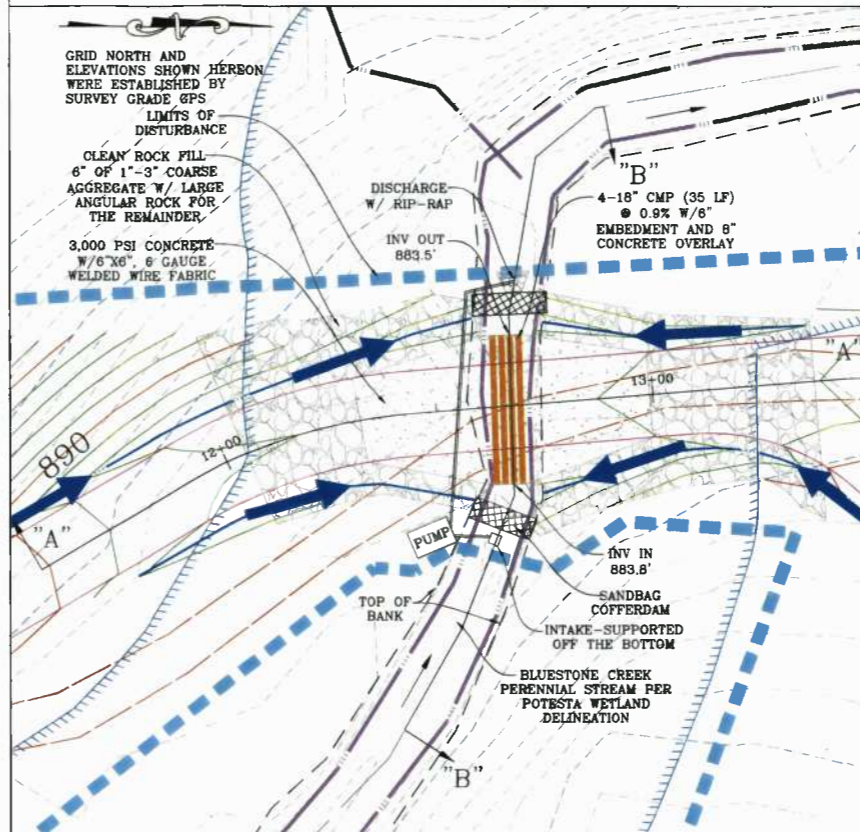 GRID NORTH AND
ELEVATIONS SHOWN HEREON
WERE ESTABLISHED BY
SURVEY GRADE GPS
LIMITS OF
DISTURBANCE
CLEAN ROCK FILL
6" OF 1"-3" COARSE
AGGREGATE W/ LARGE
ANGULAR ROCK FOR
THE REMAINDER
3,000 PSI CONCRETE
W/6"X6", 6 GAUGE
WELDED WIRE FABRIC
DISCHARGE
W/ RIP-RAP
INV OUT
883.5'
"B"
4-18" CMP (35 LF)
@ 0.9% W/6"
EMBEDMENT AND 8"
CONCRETE OVERLAY
"A"
13+00
12+00
890
"A"
PUMP
INV IN
883.8'
SANDBAG
COFFERDAM
TOP OF
BANK
INTAKE-SUPPORTED
OFF THE BOTTOM
BLUESTONE CREEK
PERENNIAL STREAM PER
POTESTA WETLAND
DELINEATION
"B"